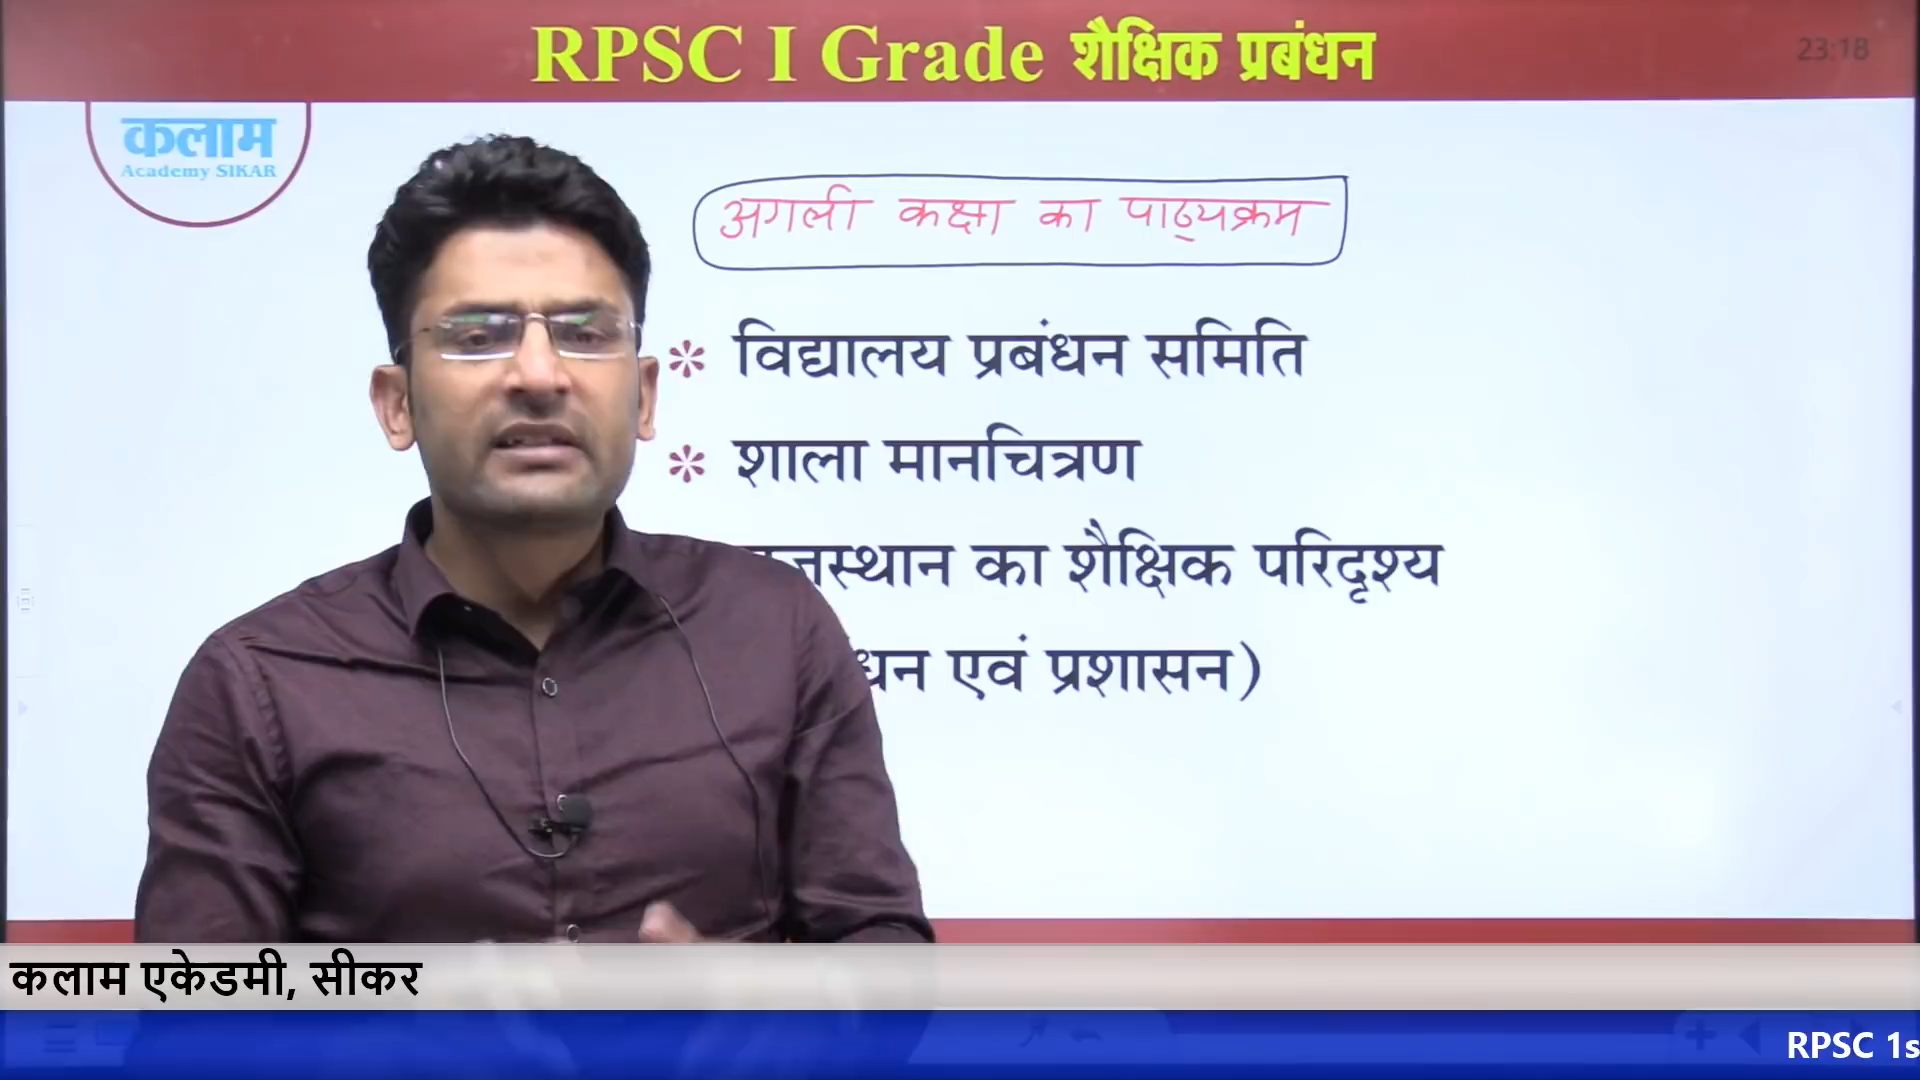 RPSC I Grade शैक्षिक प्रबंधन
23:18
कलाम
Academy SIKAR
अगली कक्षा का पाठ्यक्रम
* विद्यालय प्रबंधन समिति
* शाला मानचित्रण
का शैक्षिक परिदृश्य
एवं प्रशासन)
कलाम एकेडमी, सीकर
RPSC 1s